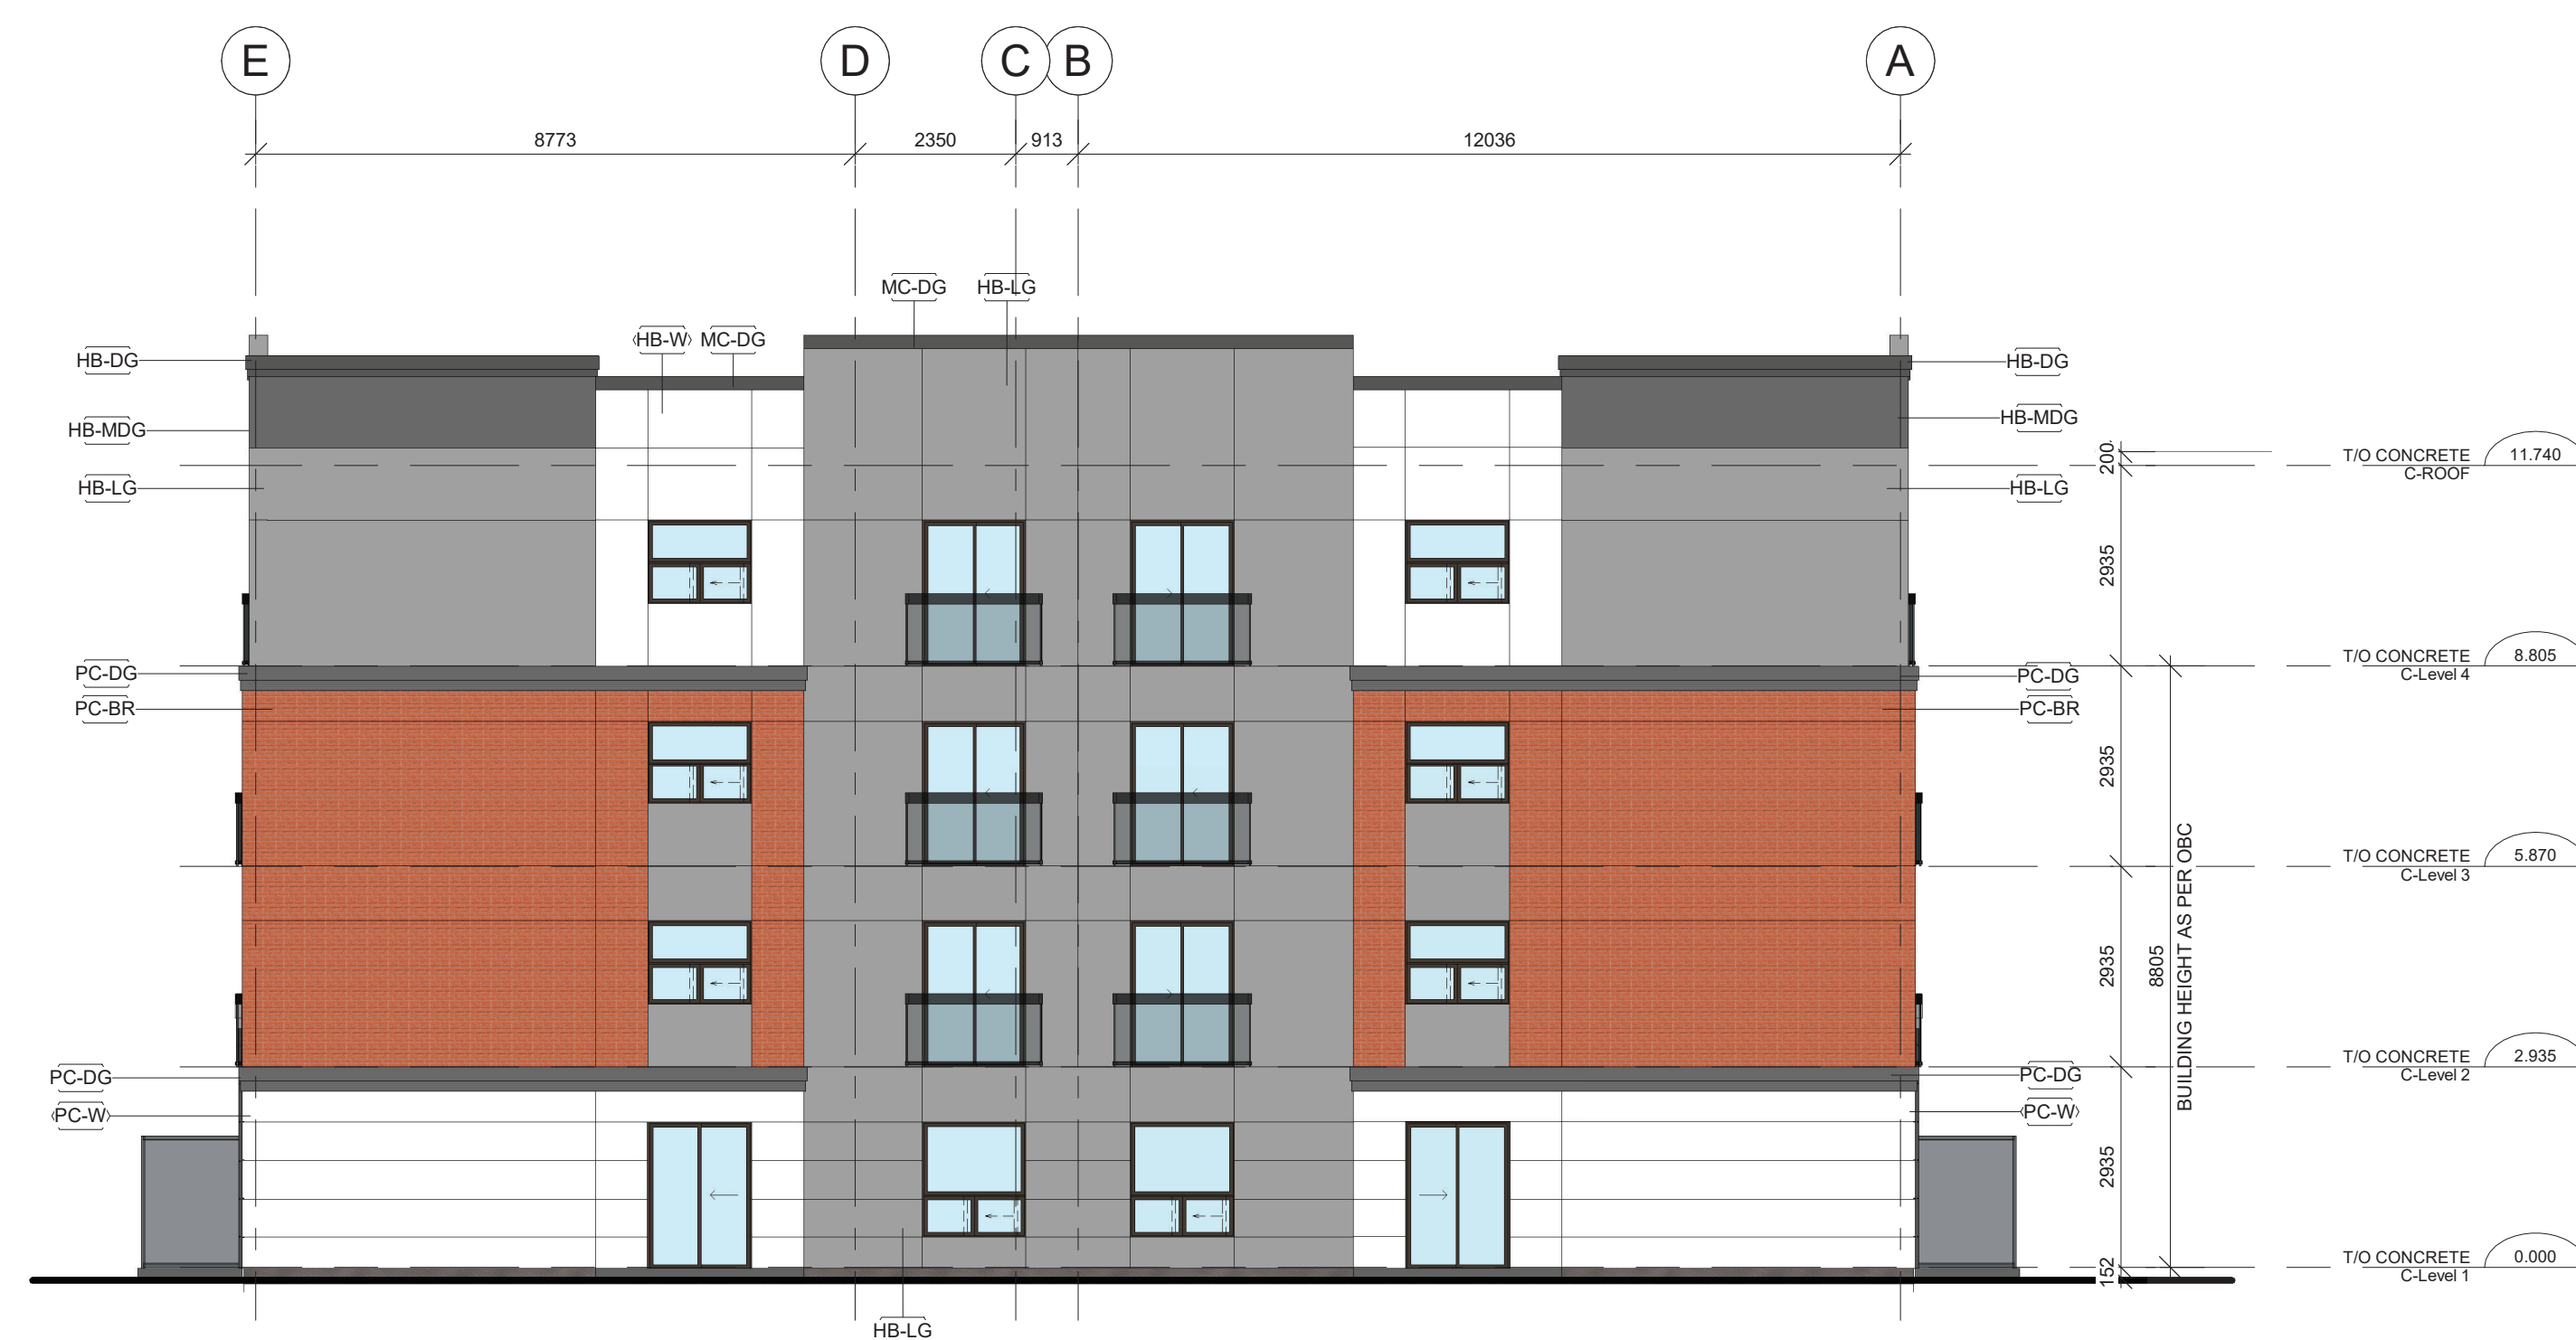 E D C B A
8773 2350 913 12036
MC-DG HB-LG
HB-W MC-DG
HB-DG HB-DG
HB-MDG HB-MDG
HB-LG HB-LG
200
T/O CONCRETE 11.740
C-ROOF
2935
PC-DG PC-DG
T/O CONCRETE 8.805
C-Level 4
PC-BR PC-BR
2935
T/O CONCRETE 5.870
C-Level 3
2935
8805
BUILDING HEIGHT AS PER OBC
T/O CONCRETE 2.935
C-Level 2
PC-DG PC-DG
PC-W PC-W
2935
T/O CONCRETE 0.000
C-Level 1
152
HB-LG